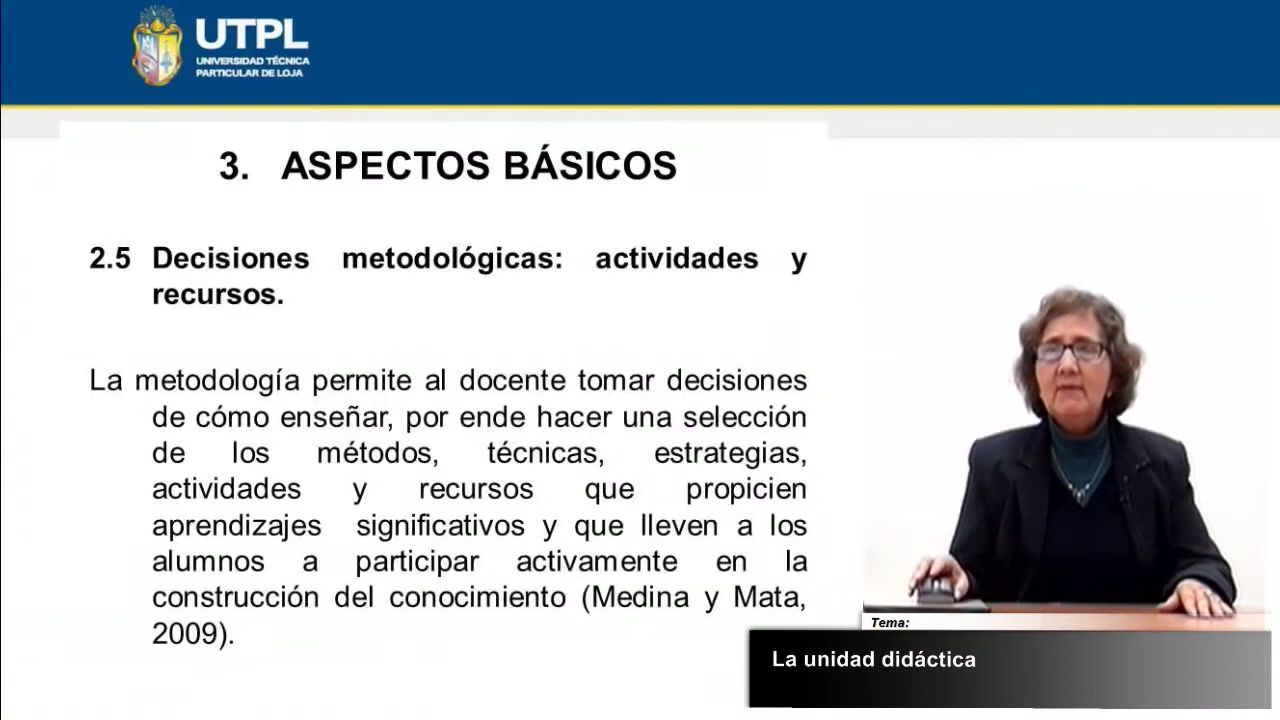 UTPL
UNIVERSIDAD TÉCNICA
PARTICULAR DE LOJA
3. ASPECTOS BÁSICOS
2.5 Decisiones metodológicas: actividades y
recursos.
La metodología permite al docente tomar decisiones
de cómo enseñar, por ende hacer una selección
de los métodos, técnicas, estrategias,
actividades y recursos que propicien
aprendizajes significativos y que lleven a los
alumnos a participar activamente en la
construcción del conocimiento (Medina y Mata,
2009).
Tema:
La unidad didáctica